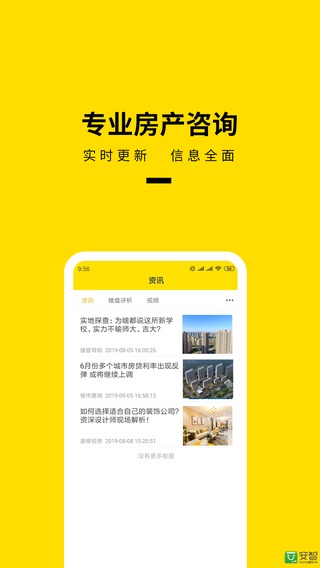 专业房产咨询
实时更新 信息全面
9:56
资讯
资讯 楼盘评析 视频 •••
实地探查：为啥都说这所新学
校，实力不输师大，吉大？
楼盘导购 2019-08-05 16:00:26
6月份多个城市房贷利率出现反
弹 或将继续上调
楼市要闻 2019-09-05 16:58:15
如何选择适合自己的装饰公司？
资深设计师现场解析！
装修租房 2019-08-08 15:20:51
没有更多数据
安智